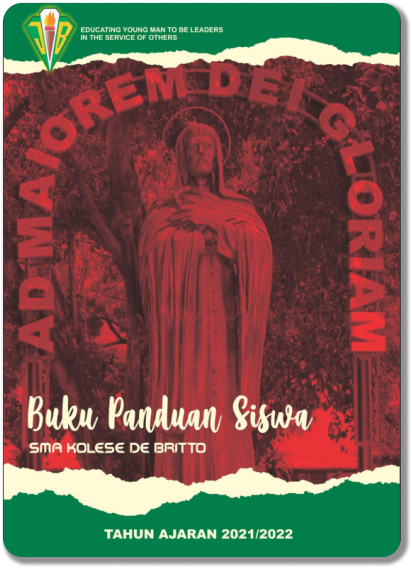 JB
EDUCATING YOUNG MAN TO BE LEADERS
IN THE SERVICE OF OTHERS
AD MAIOREM DEI GLORIAM
Buku Panduan Siswa
SMA KOLESE DE BRITTO
TAHUN AJARAN 2021/2022